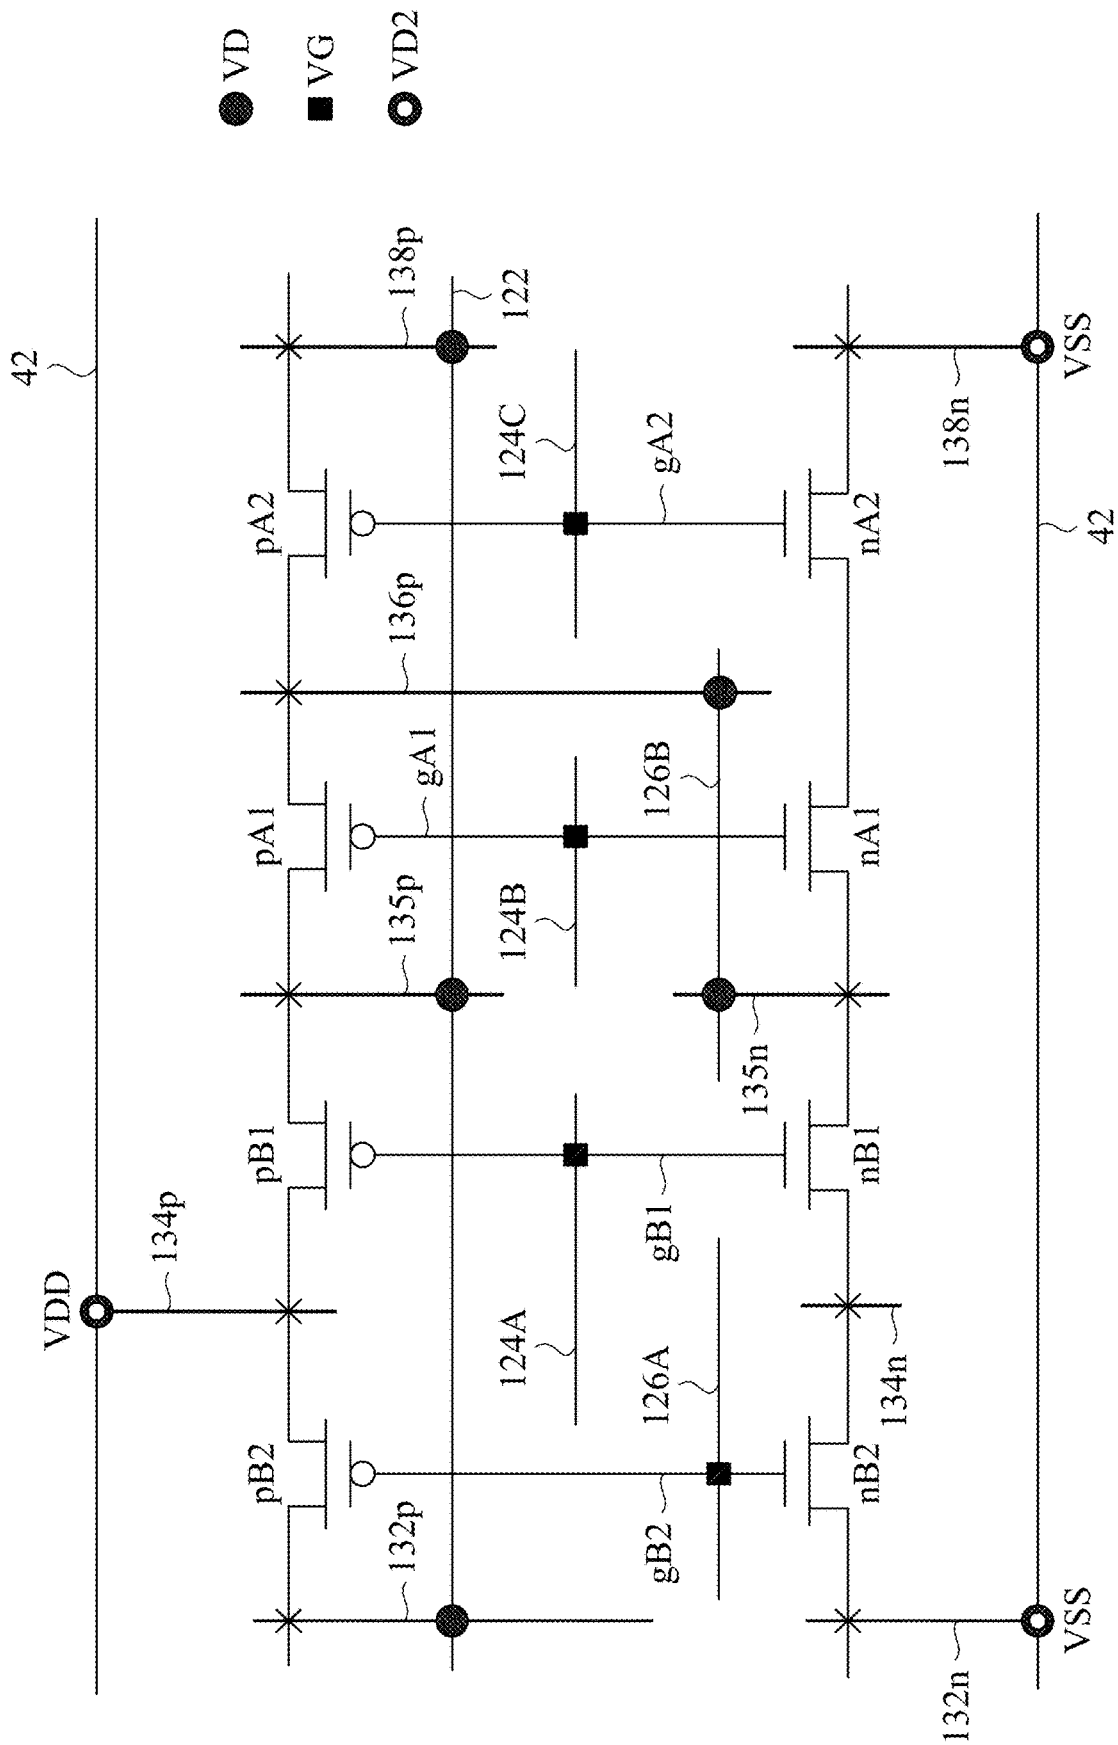 VD
VG
VD2
VDD
42
134p
pB2
pB1
pA1
pA2
132p
135p
gA1
136p
138p
122
124A
124B
124C
gB2
126A
gB1
126B
gA2
135n
nB2
nB1
nA1
nA2
134n
132n
138n
VSS
42
VSS